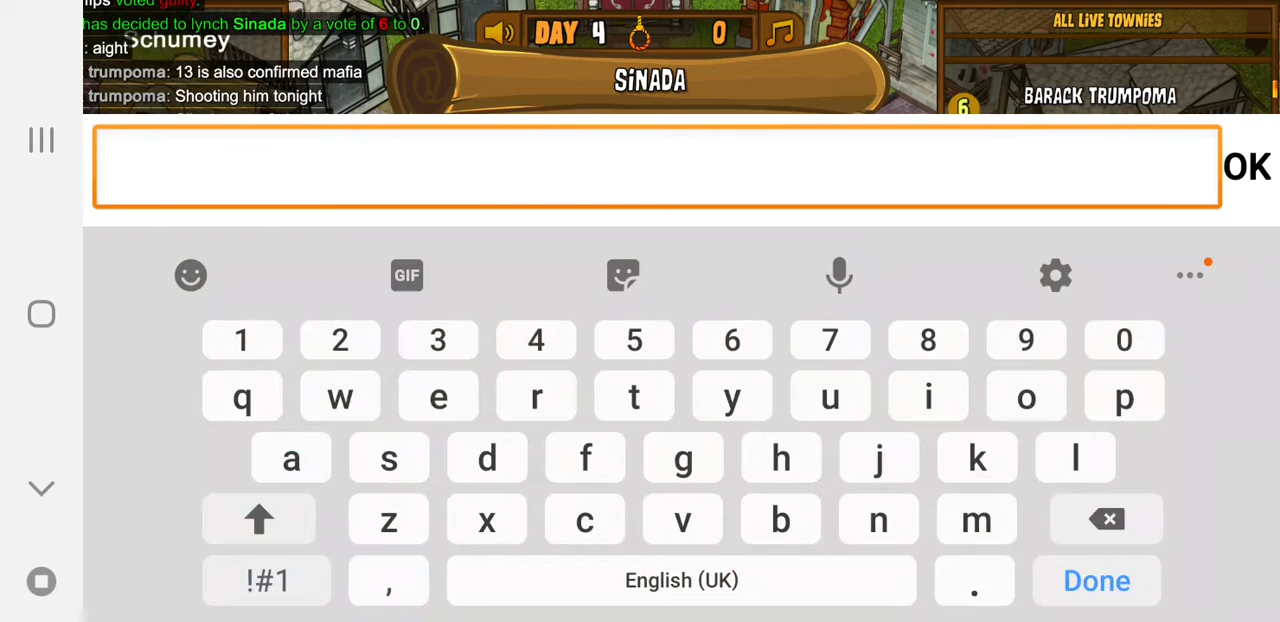 voted guilty.
has decided to lynch Sinada by a vote of 6 to 0.
: aight
Schumey
trumpoma: 13 is also confirmed mafia
trumpoma: Shooting him tonight
DAY 4
0
SINADA
ALL LIVE TOWNIES
6 BARACK TRUMPOMA
OK
GIF
1 2 3 4 5 6 7 8 9 0
q w e r t y u i o p
a s d f g h j k l
z x c v b n m
!#1 , English (UK) . Done